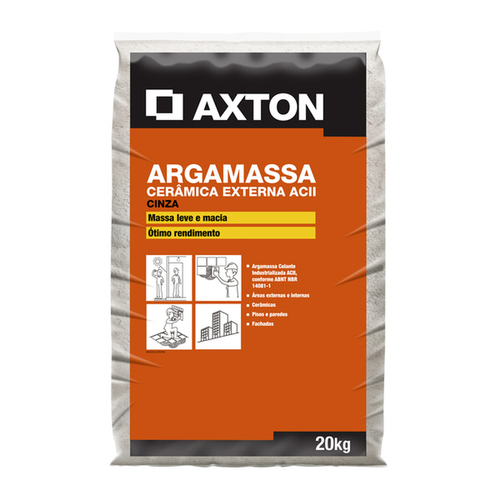 AXTON
ARGAMASSA
CERÂMICA EXTERNA ACII
CINZA
Massa leve e macia
Ótimo rendimento
Argamassa Colante
Industrializada ACII,
conforme ABNT NBR
14081-1
Áreas externas e internas
Cerâmicas
Pisos e paredes
Fachadas
20kg